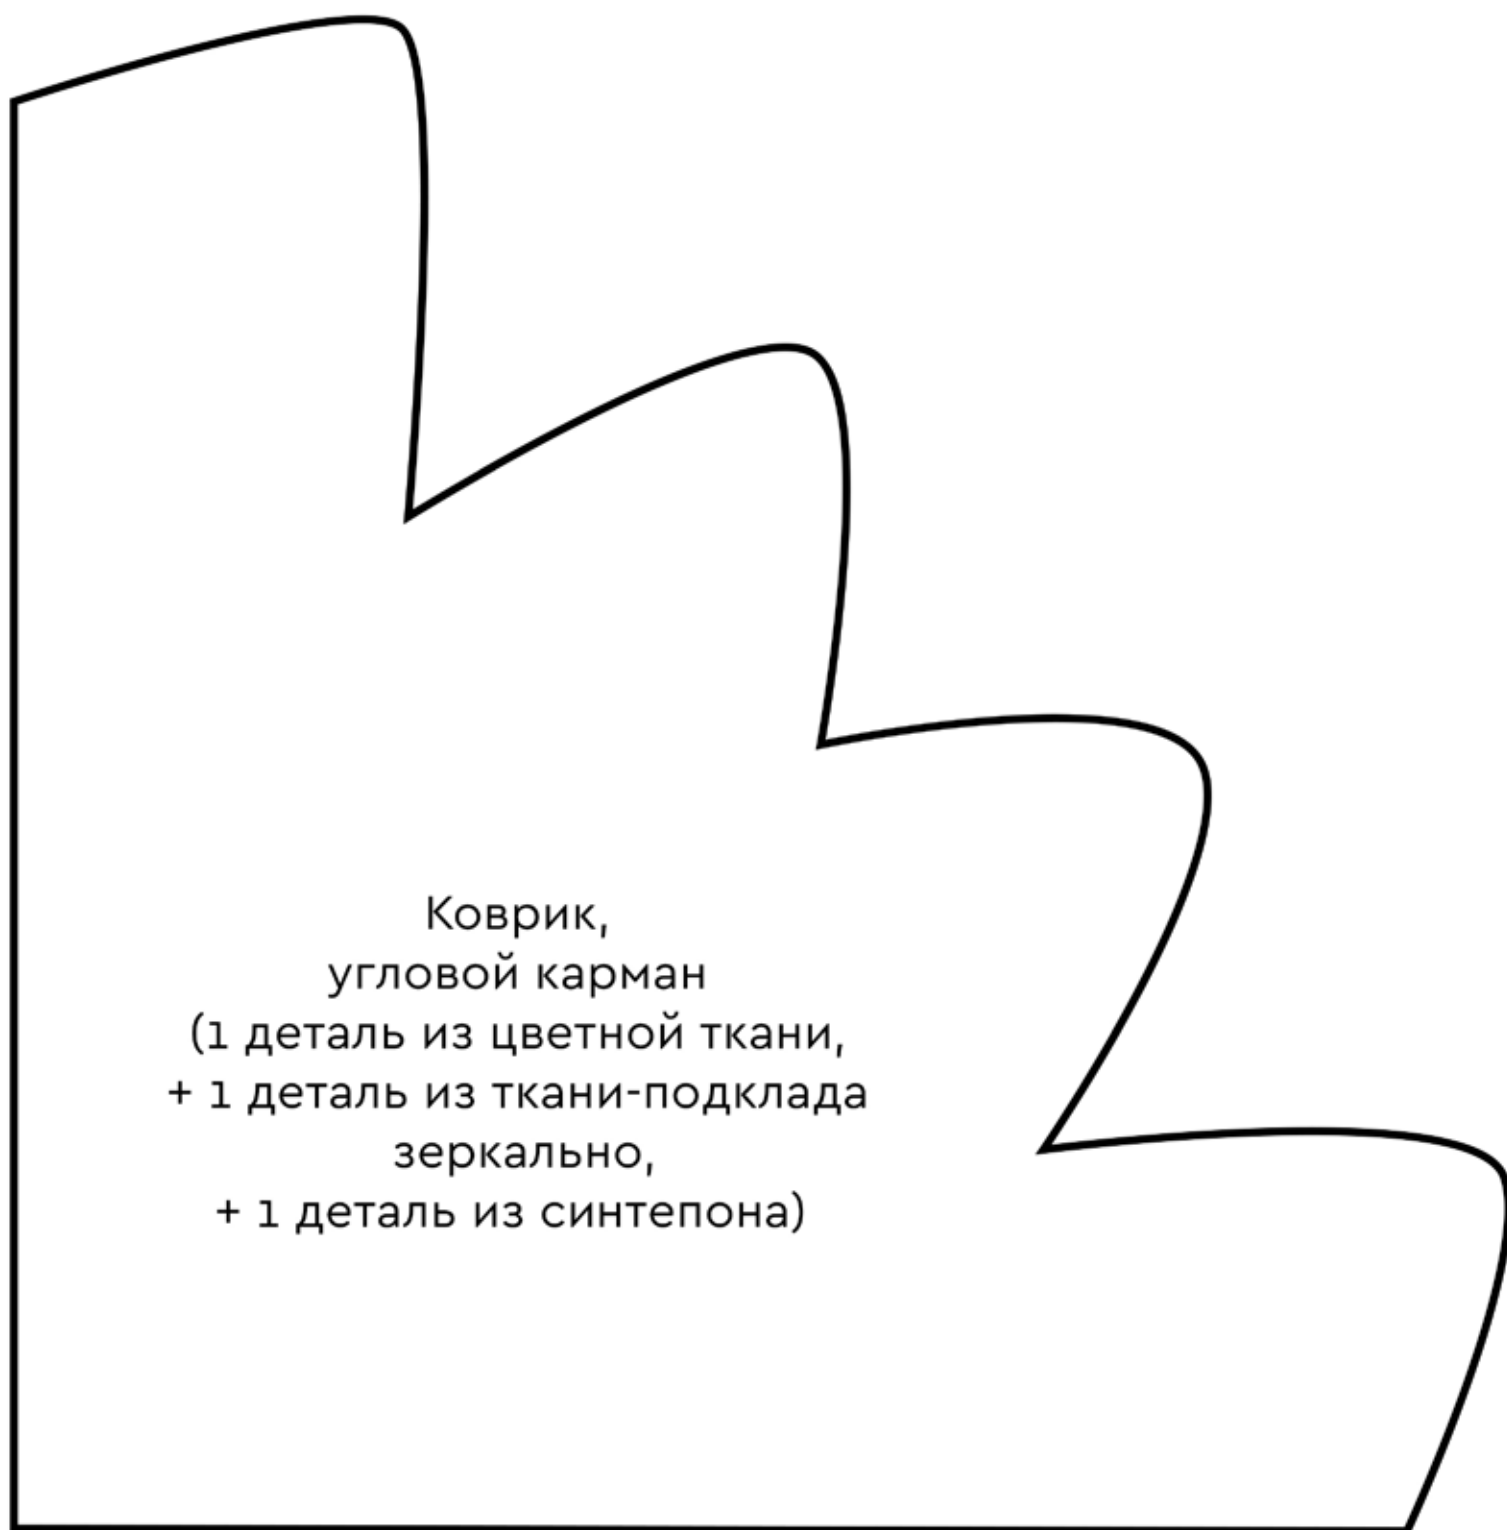 Коврик,
угловой карман
(1 деталь из цветной ткани,
+ 1 деталь из ткани-подклада
зеркально,
+ 1 деталь из синтепона)